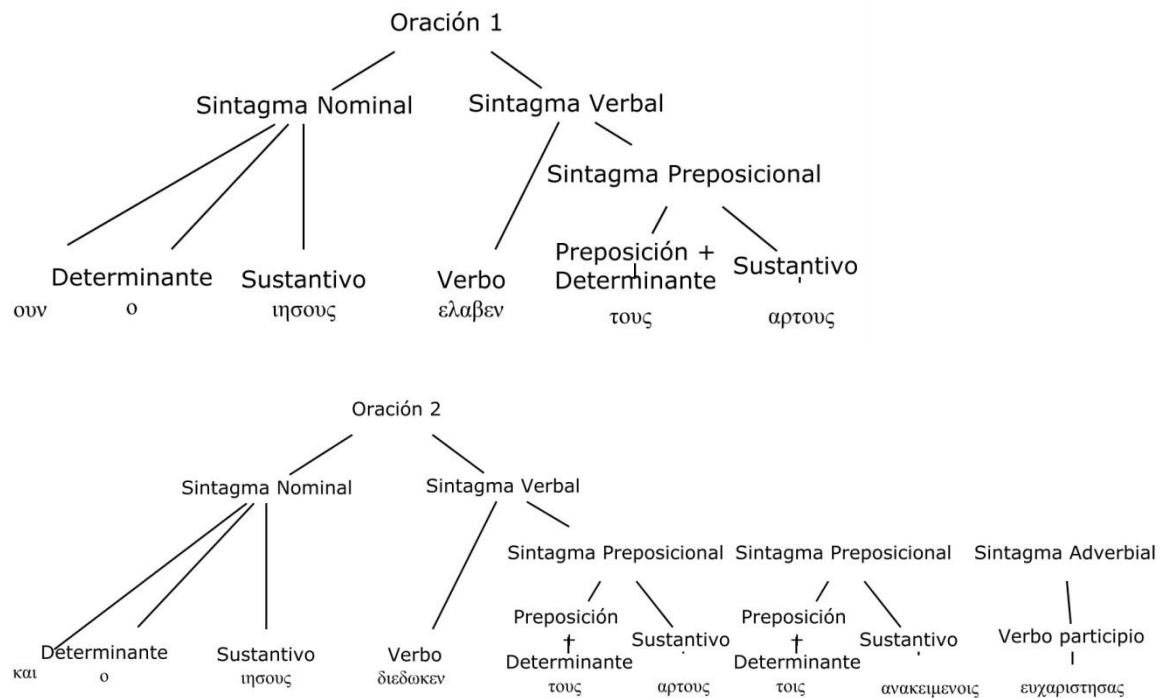 Oración 1
Sintagma Nominal Sintagma Verbal
Sintagma Preposicional
Preposición +
Determinante Sustantivo Verbo Determinante Sustantivo
ουν ο ιησους ελαβεν τους αρτους
Oración 2
Sintagma Nominal Sintagma Verbal
Sintagma Preposicional Sintagma Preposicional Sintagma Adverbial
Preposición Preposición
+ Sustantivo + Sustantivo Verbo participio
Determinante Sustantivo Verbo Determinante Determinante
και ο ιησους διεδωκεν τους αρτους τοις ανακειμενοις ευχαριστησας